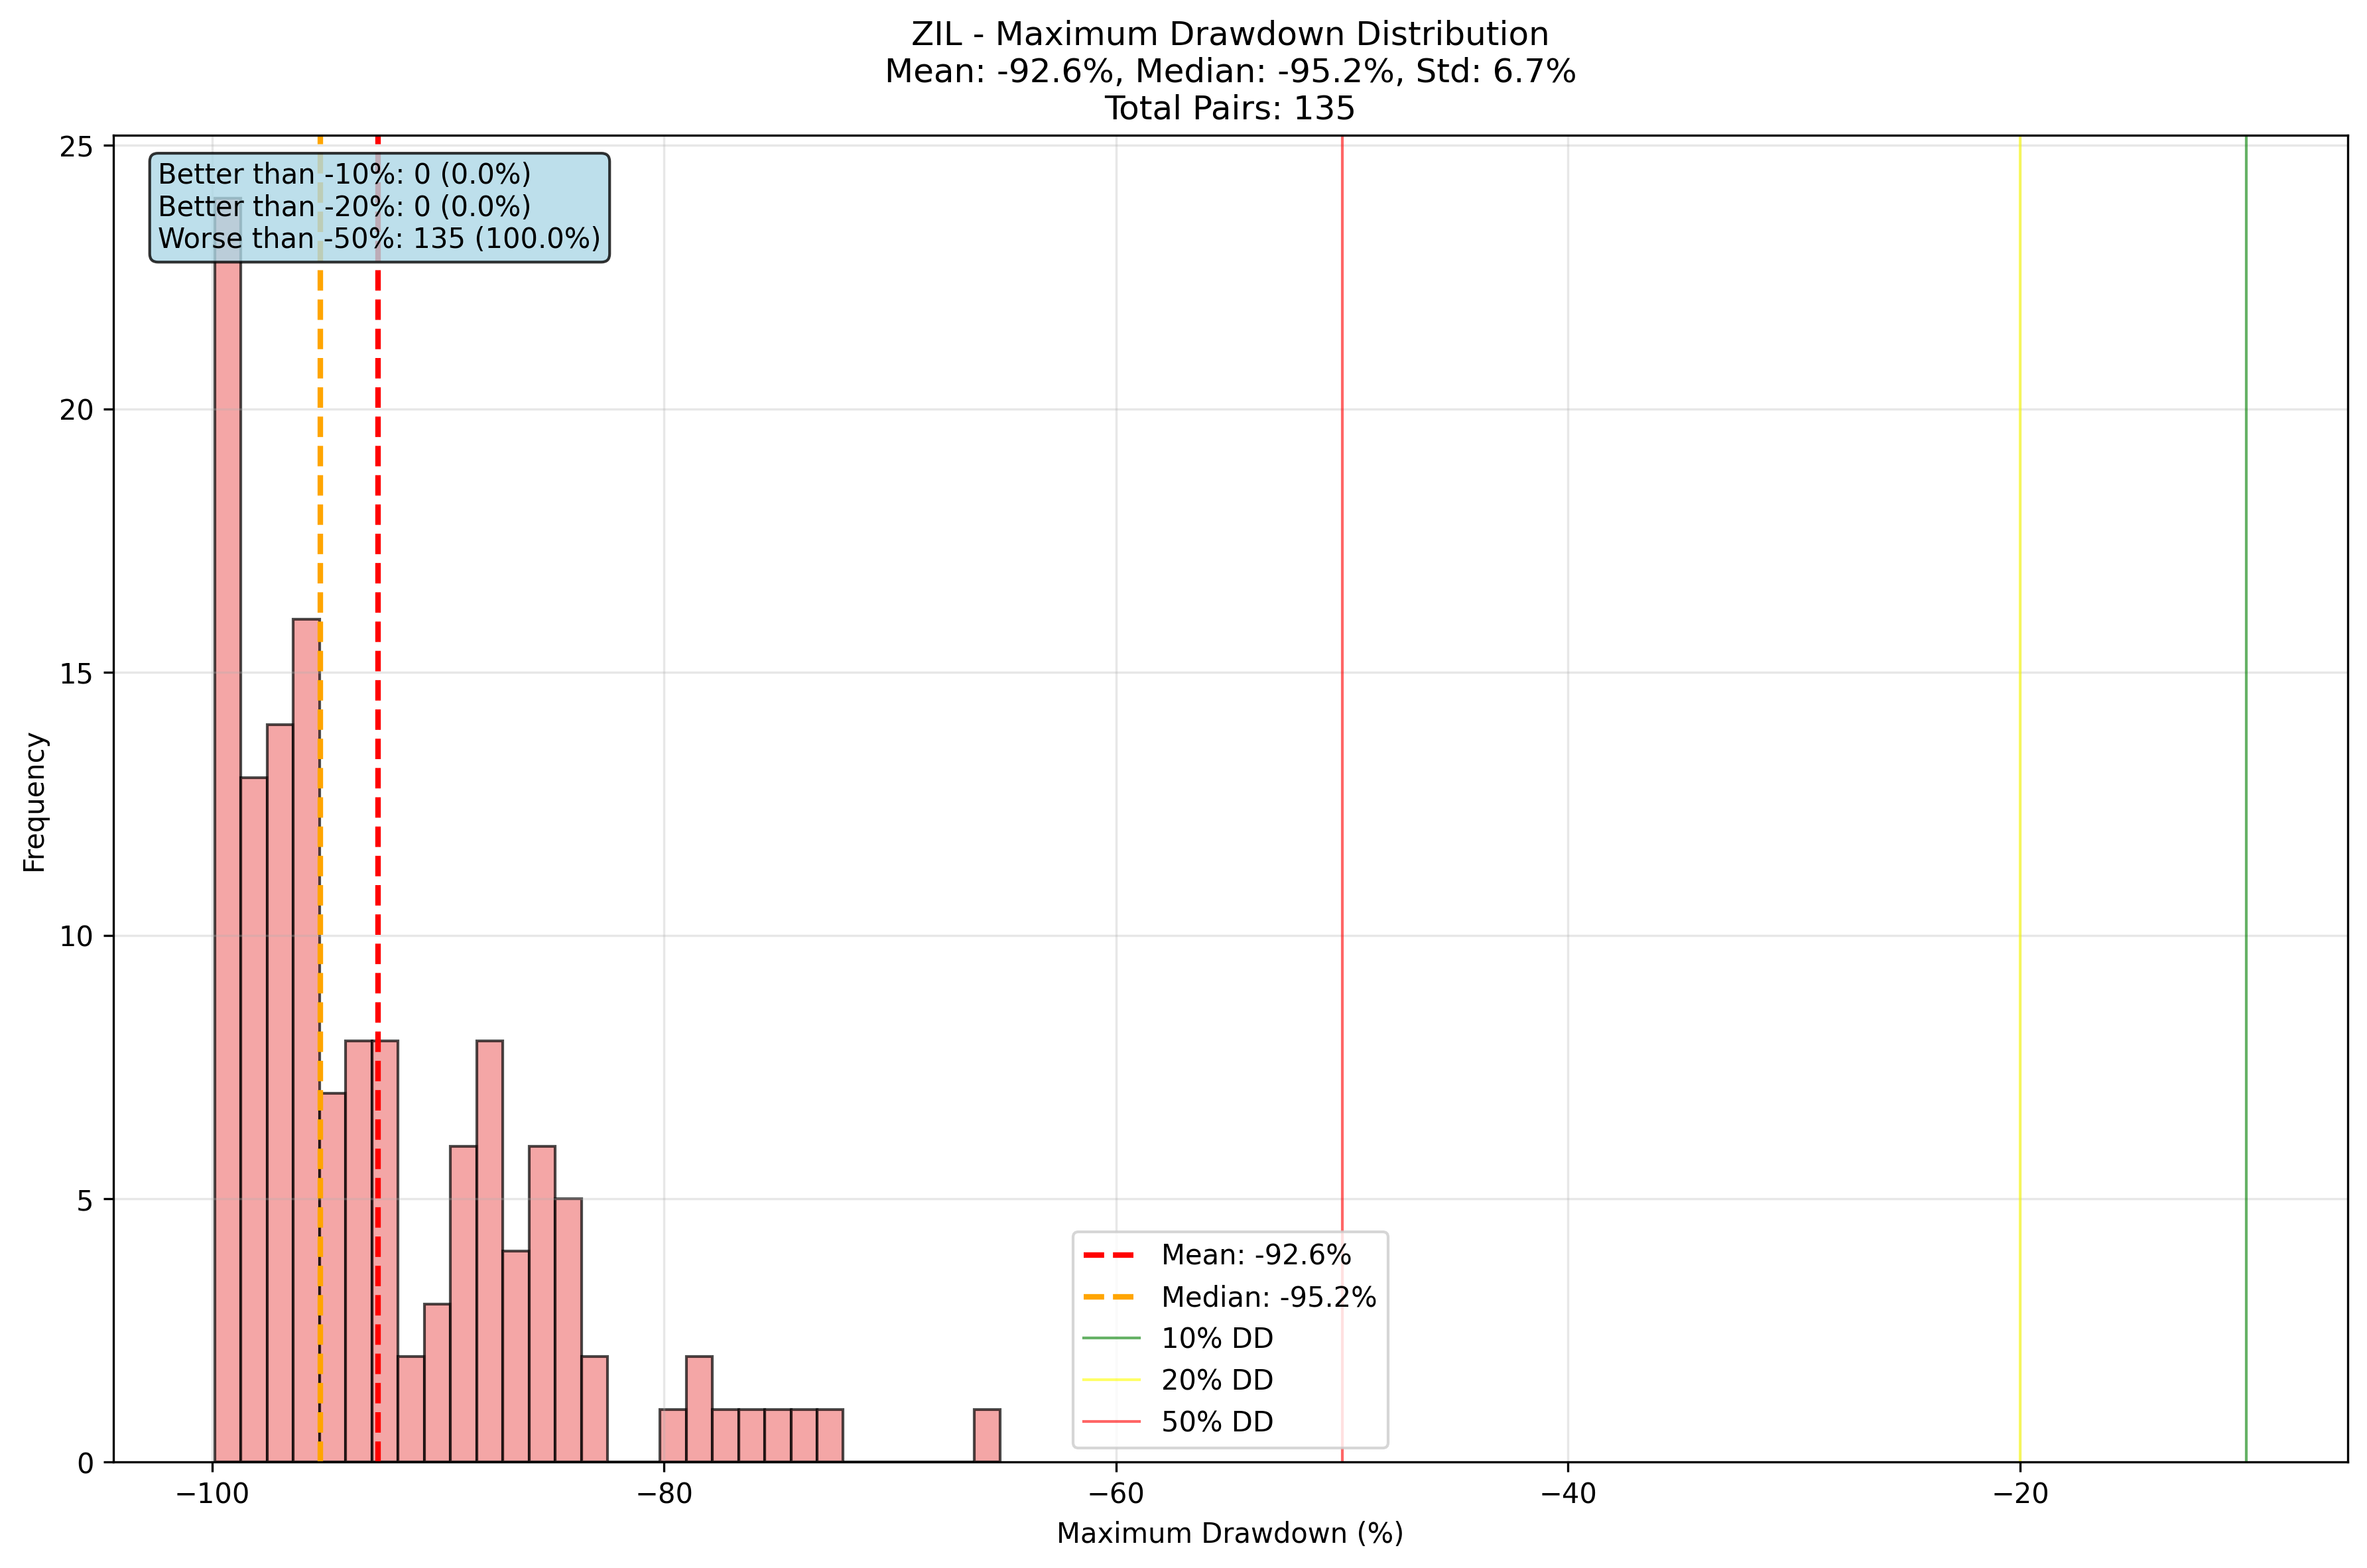 ZIL - Maximum Drawdown Distribution
Mean: -92.6%, Median: -95.2%, Std: 6.7%
Total Pairs: 135
Better than -10%: 0 (0.0%)
Better than -20%: 0 (0.0%)
Worse than -50%: 135 (100.0%)
25
20
15
10
5
0
Frequency
Mean: -92.6%
Median: -95.2%
10% DD
20% DD
50% DD
−100
−80
−60
−40
−20
Maximum Drawdown (%)